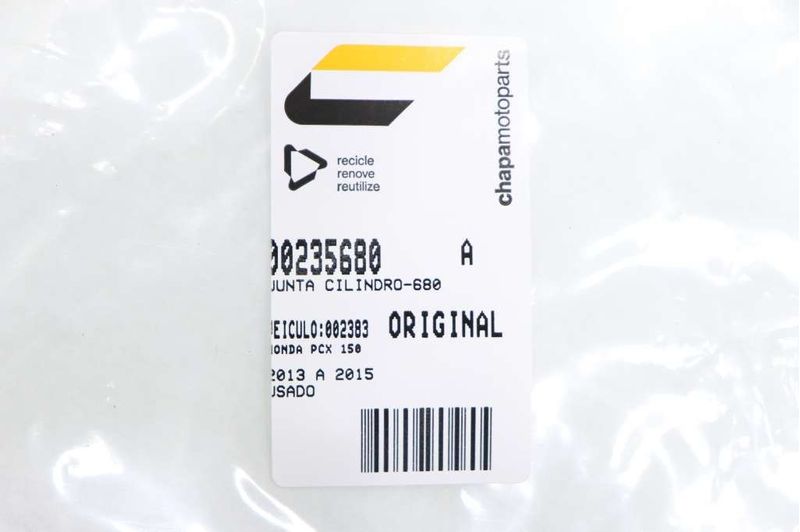 chapamotoparts
recicle
renove
reutilize
00235680 A
JUNTA CILINDRO-680
VEICULO:002383 ORIGINAL
HONDA PCX 150
2013 A 2015
USADO